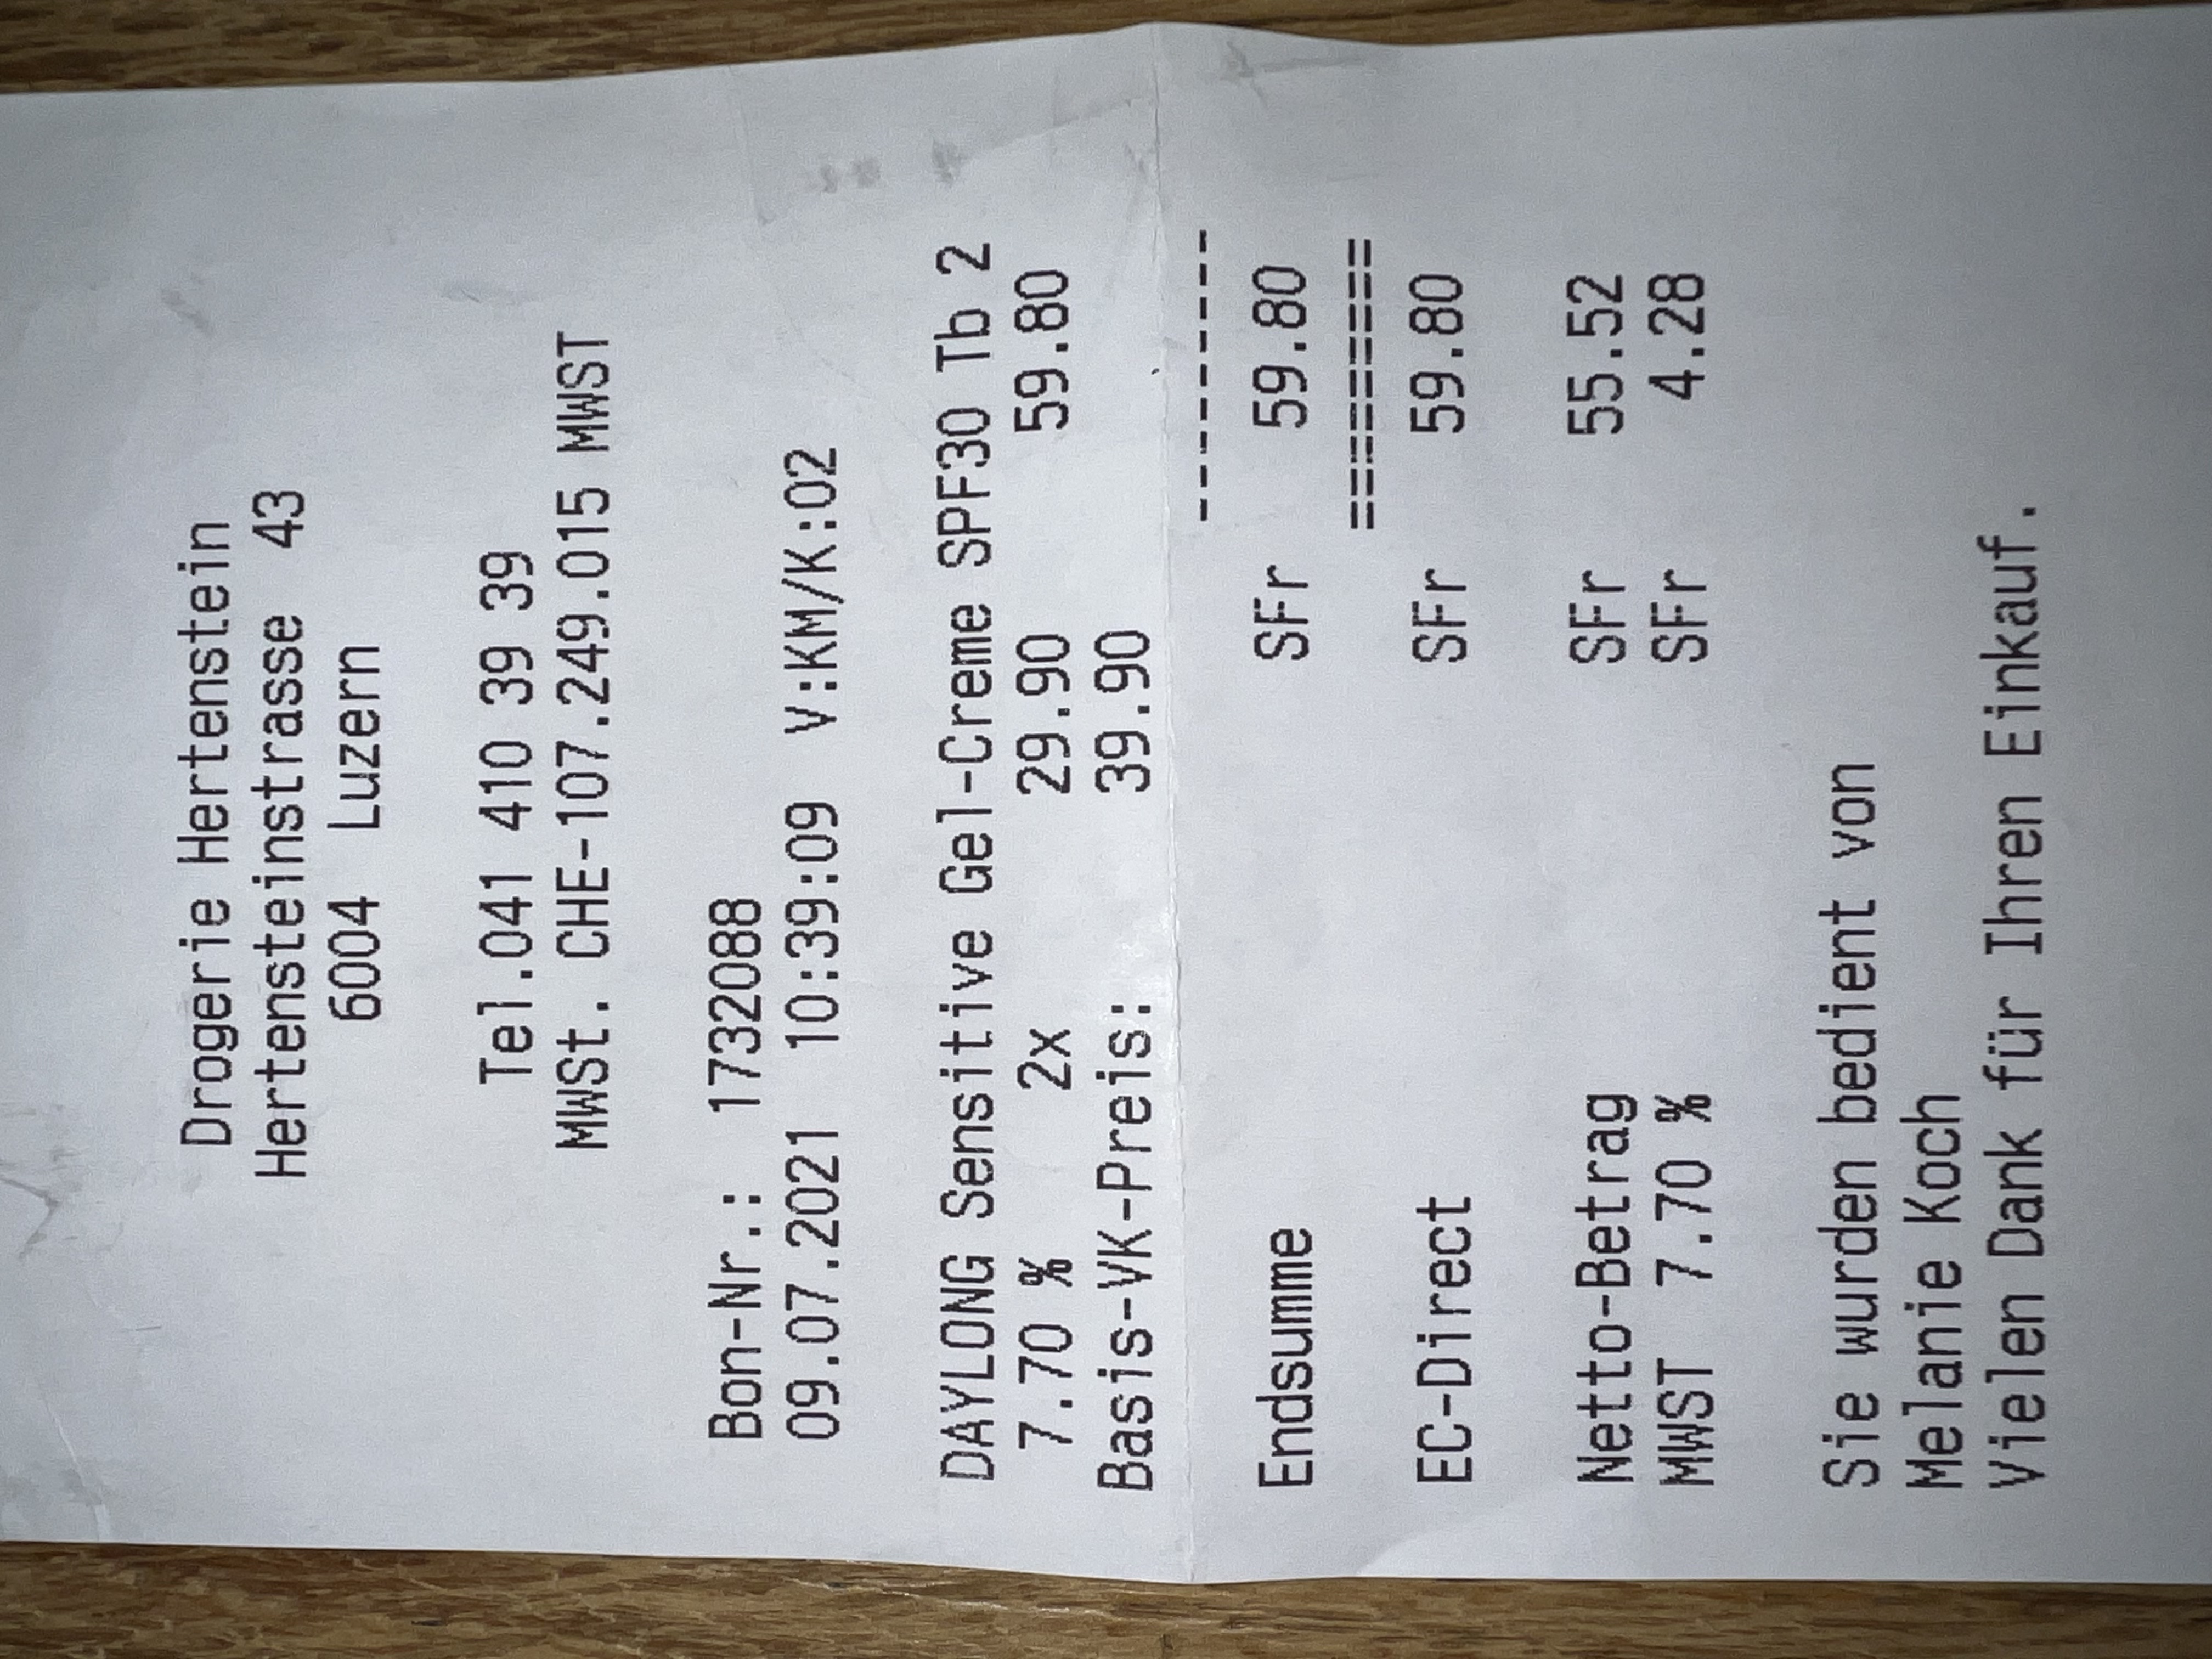 Drogerie Hertenstein
Hertensteinstrasse 43
6004 Luzern
Tel.041 410 39 39
MWSt. CHE-107.249.015 MWST
Bon-Nr.: 1732088
09.07.2021 10:39:09 V:KM/K:02
DAYLONG Sensitive Gel-Creme SPF30 Tb 2
7.70 % 2x 29.90 59.80
Basis-VK-Preis: 39.90
---------
Endsumme SFr 59.80
=========
EC-Direct SFr 59.80
Netto-Betrag SFr 55.52
MWST 7.70 % SFr 4.28
Sie wurden bedient von
Melanie Koch
Vielen Dank für Ihren Einkauf.